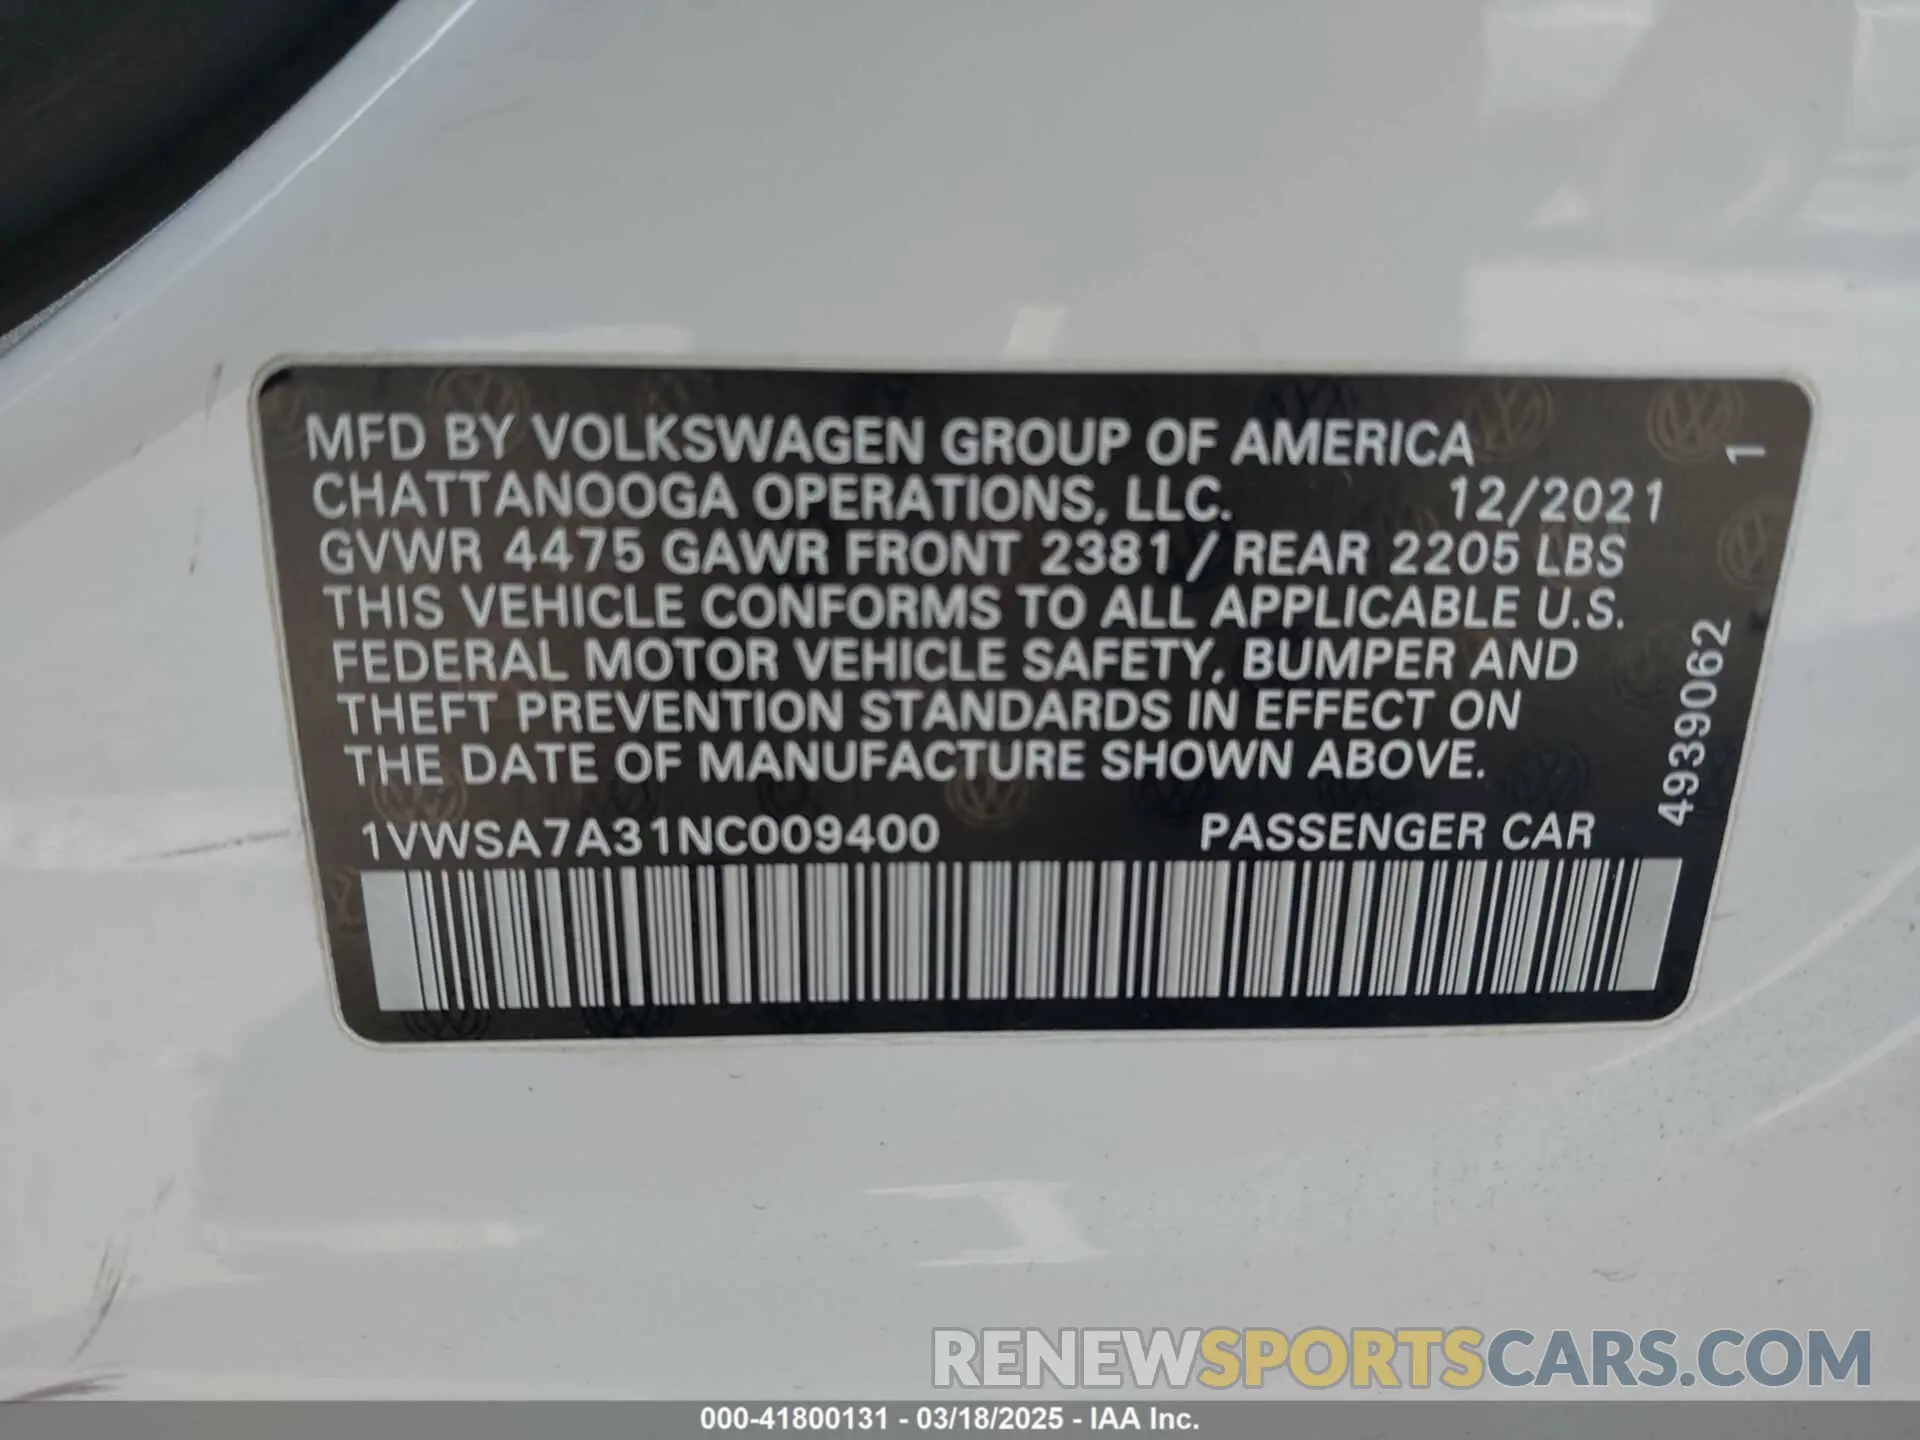 MFD BY VOLKSWAGEN GROUP OF AMERICA
CHATTANOOGA OPERATIONS, LLC. 12/2021
GVWR 4475 GAWR FRONT 2381 / REAR 2205 LBS
THIS VEHICLE CONFORMS TO ALL APPLICABLE U.S.
FEDERAL MOTOR VEHICLE SAFETY, BUMPER AND
THEFT PREVENTION STANDARDS IN EFFECT ON
THE DATE OF MANUFACTURE SHOWN ABOVE.
1VWSA7A31NC009400 PASSENGER CAR
4939062 1
RENEWSPORTSCARS.COM
000-41800131 - 03/18/2025 - IAA Inc.